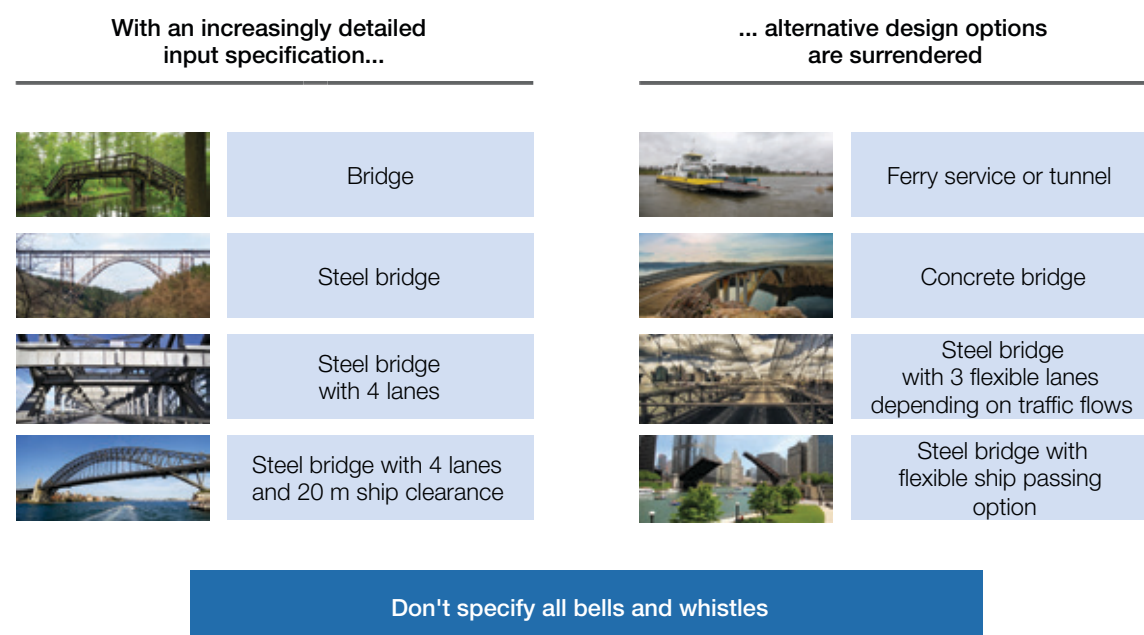 With an increasingly detailed
input specification...
... alternative design options
are surrendered
Bridge
Ferry service or tunnel
Steel bridge
Concrete bridge
Steel bridge
with 4 lanes
Steel bridge
with 3 flexible lanes
depending on traffic flows
Steel bridge with 4 lanes
and 20 m ship clearance
Steel bridge with
flexible ship passing
option
Don't specify all bells and whistles